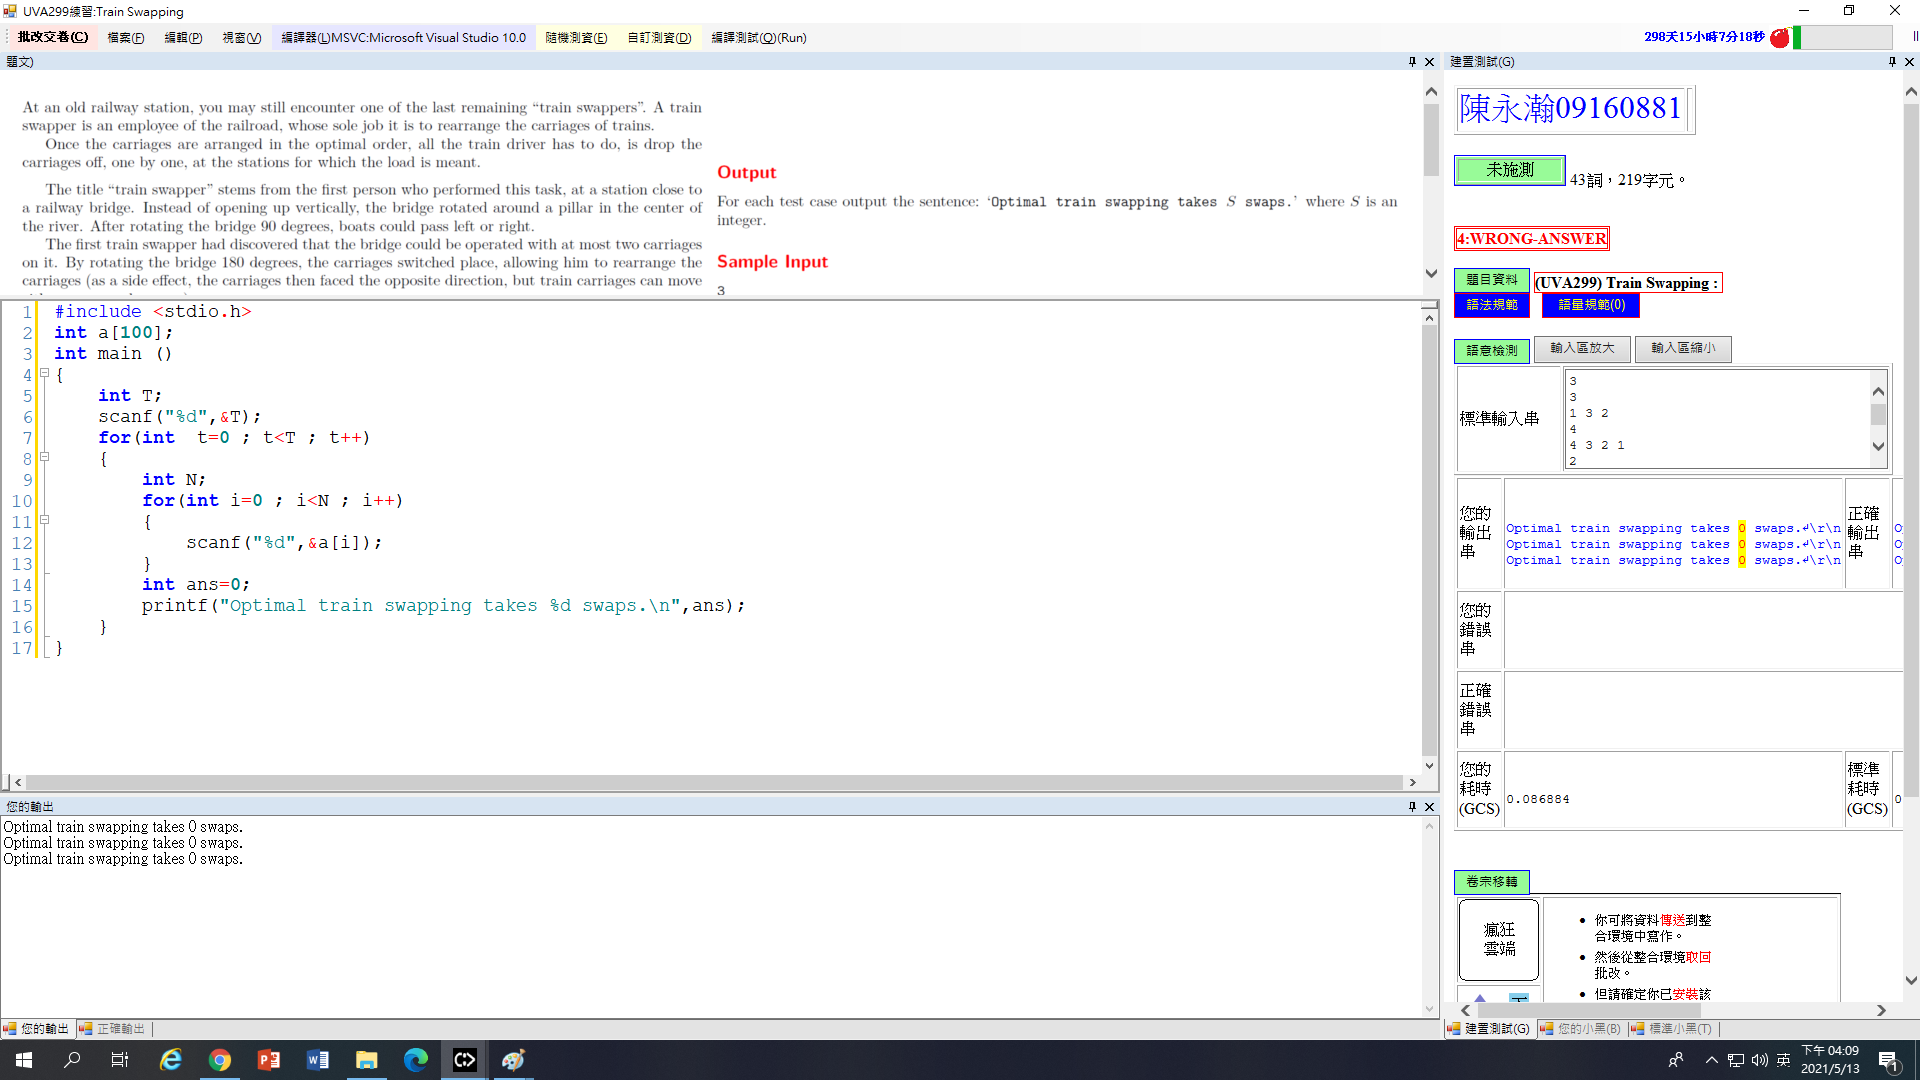 UVA299練習:Train Swapping
批改交卷(C) 檔案(F) 編輯(P) 視窗(V) 編譯器(L)MSVC:Microsoft Visual Studio 10.0 隨機測資(E) 自訂測資(D) 編譯測試(Q)(Run) 298天15小時7分18秒
題文)
At an old railway station, you may still encounter one of the last remaining “train swappers”. A train
swapper is an employee of the railroad, whose sole job it is to rearrange the carriages of trains.
Once the carriages are arranged in the optimal order, all the train driver has to do, is drop the
carriages off, one by one, at the stations for which the load is meant.
The title “train swapper” stems from the first person who performed this task, at a station close to
a railway bridge. Instead of opening up vertically, the bridge rotated around a pillar in the center of
the river. After rotating the bridge 90 degrees, boats could pass left or right.
The first train swapper had discovered that the bridge could be operated with at most two carriages
on it. By rotating the bridge 180 degrees, the carriages switched place, allowing him to rearrange the
carriages (as a side effect, the carriages then faced the opposite direction, but train carriages can move
Output
For each test case output the sentence: ‘Optimal train swapping takes S swaps.’ where S is an
integer.
Sample Input
3
1 #include <stdio.h>
2 int a[100];
3 int main ()
4 {
5 int T;
6 scanf("%d",&T);
7 for(int  t=0 ; t<T ; t++)
8 {
9 int N;
10 for(int i=0 ; i<N ; i++)
11 {
12 scanf("%d",&a[i]);
13 }
14 int ans=0;
15 printf("Optimal train swapping takes %d swaps.\n",ans);
16 }
17 }
您的輸出
Optimal train swapping takes 0 swaps.
Optimal train swapping takes 0 swaps.
Optimal train swapping takes 0 swaps.
您的輸出 正確輸出
建置測試(G)
陳永瀚09160881
未施測 43詞，219字元。
4:WRONG-ANSWER
題目資料 (UVA299) Train Swapping :
語法規範 語量規範(0)
語意檢測 輸入區放大 輸入區縮小
標準輸入串
3
3
1 3 2
4
4 3 2 1
2
您的
輸出
串
Optimal train swapping takes 0 swaps.↲\r\n
Optimal train swapping takes 0 swaps.↲\r\n
Optimal train swapping takes 0 swaps.↲\r\n
正確
輸出
串
您的
錯誤
串
正確
錯誤
串
您的
耗時
(GCS)
0.086884
標準
耗時
(GCS)
0
卷宗移轉
瘋狂
雲端
• 你可將資料傳送到整
合環境中寫作。
• 然後從整合環境取回
批改。
• 但請確定你已安裝該
建置測試(G) 您的小黑(B) 標準小黑(T)
英
下午 04:09
2021/5/13
1